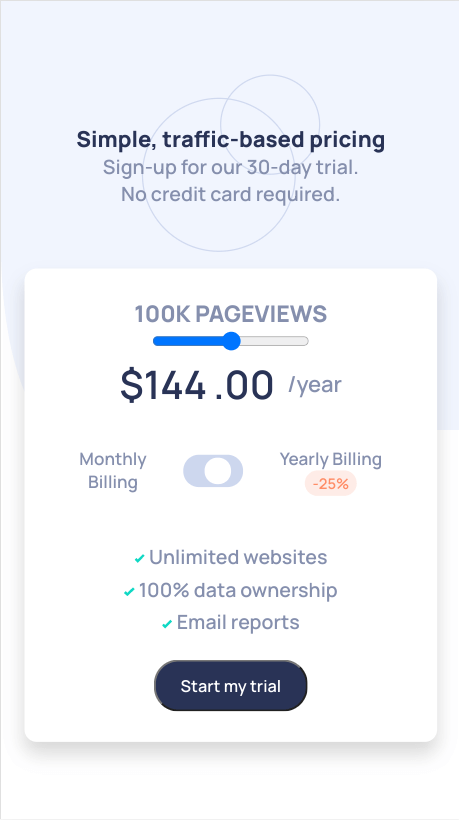 Simple, traffic-based pricing
Sign-up for our 30-day trial.
No credit card required.
100K PAGEVIEWS
$144 .00 /year
Monthly
Billing
Yearly Billing
-25%
Unlimited websites
100% data ownership
Email reports
Start my trial